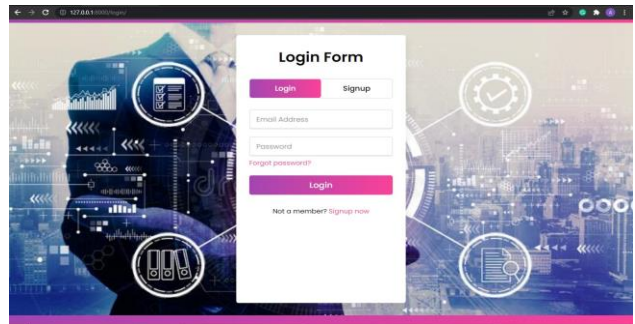 127.0.0.1:8000/login/
Login Form
Login Signup
Email Address
Password
Forgot password?
Login
Not a member? Signup now